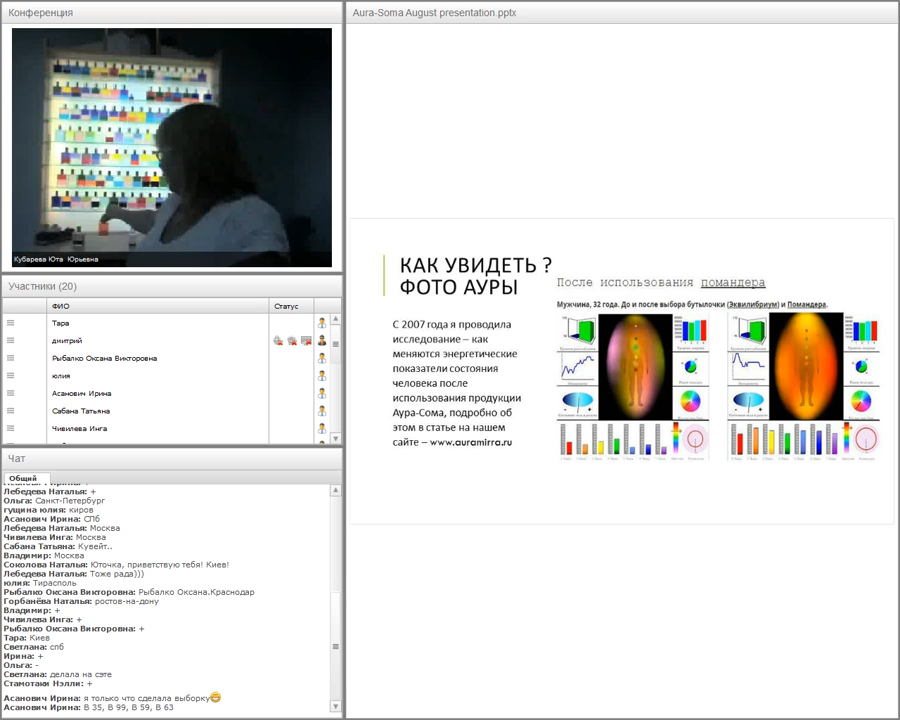 Конференция
Кубарева Юта Юрьевна
Участники (20)
ФИО
Статус
Тара
дмитрий
Рыбалко Оксана Викторовна
юлия
Асанович Ирина
Сабана Татьяна
Чивилева Инга
Чат
Общий
Лебедева Наталья: +
Ольга: Санкт-Петербург
гущина юлия: киров
Асанович Ирина: СПб
Лебедева Наталья: Москва
Чивилева Инга: Москва
Сабана Татьяна: Кувейт..
Владимир: Москва
Соколова Наталья: Юточка, приветствую тебя! Киев!
Лебедева Наталья: Тоже рада)))
юлия: Тирасполь
Рыбалко Оксана Викторовна: Рыбалко Оксана.Краснодар
Горбанёва Наталья: ростов-на-дону
Владимир: +
Чивилева Инга: +
Рыбалко Оксана Викторовна: +
Тара: Киев
Светлана: спб
Ирина: +
Ольга: -
Светлана: делала на сэте
Стамотаки Нэлли: +
Асанович Ирина: я только что сделала выборку
Асанович Ирина: В 35, В 99, В 59, В 63
Aura-Soma August presentation.pptx
КАК УВИДЕТЬ ?
ФОТО АУРЫ
С 2007 года я проводила
исследование – как
меняются энергетические
показатели состояния
человека после
использования продукции
Аура-Сома, подробно об
этом в статье на нашем
сайте – www.auramirra.ru
После использования помандера
Мужчина, 32 года. До и после выбора бутылочки (Эквилибриум) и Помандера.